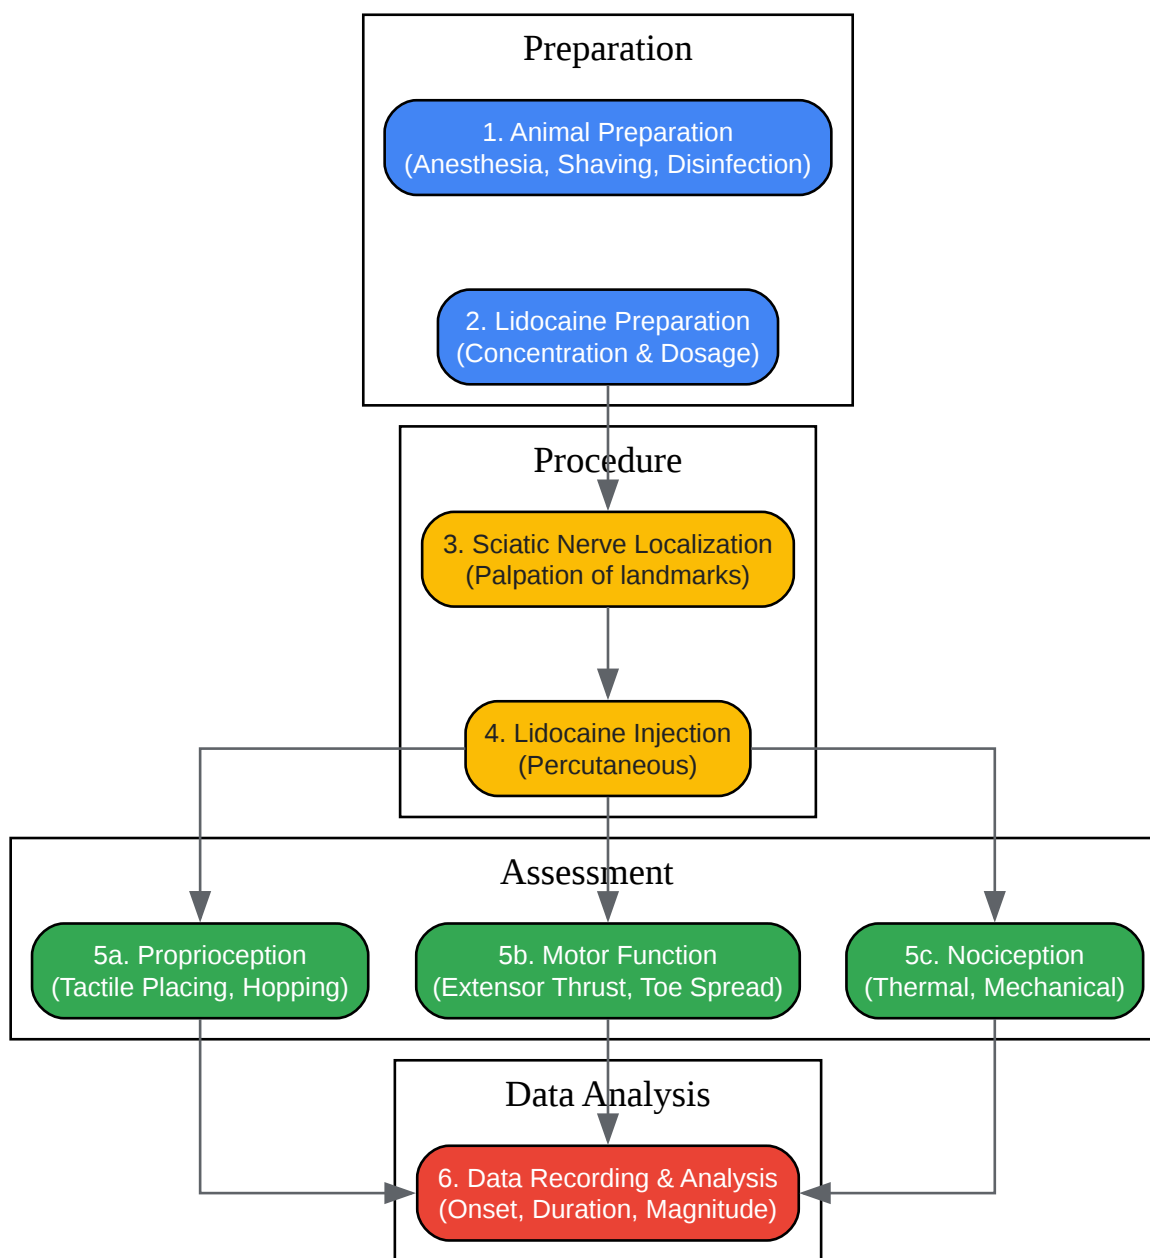 Preparation
1. Animal Preparation
(Anesthesia, Shaving, Disinfection)
2. Lidocaine Preparation
(Concentration & Dosage)
Procedure
3. Sciatic Nerve Localization
(Palpation of landmarks)
4. Lidocaine Injection
(Percutaneous)
Assessment
5a. Proprioception
(Tactile Placing, Hopping)
5b. Motor Function
(Extensor Thrust, Toe Spread)
5c. Nociception
(Thermal, Mechanical)
Data Analysis
6. Data Recording & Analysis
(Onset, Duration, Magnitude)